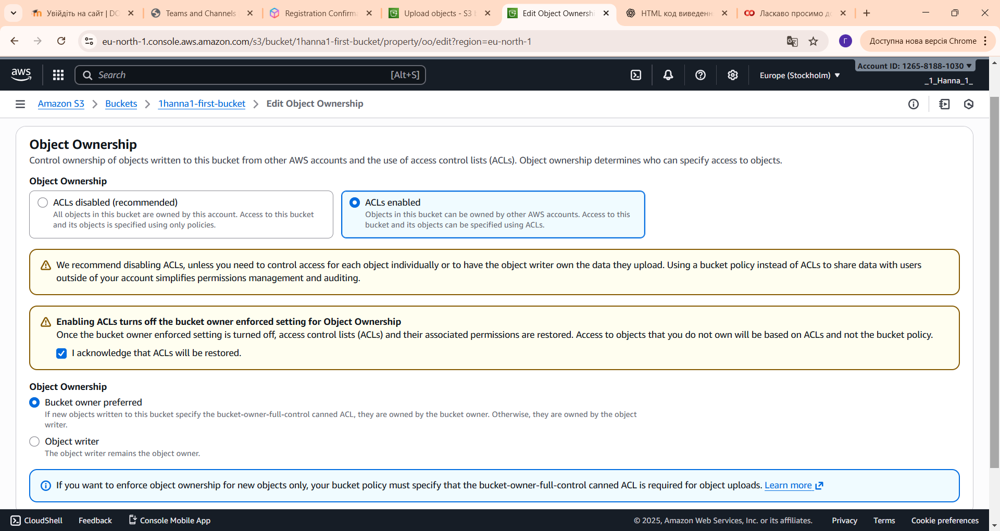 Увійдіть на сайт | DO
Teams and Channels
Registration Confirma
Upload objects - S3 b
Edit Object Ownershi
HTML код виведенн
Ласкаво просимо до
eu-north-1.console.aws.amazon.com/s3/bucket/1hanna1-first-bucket/property/oo/edit?region=eu-north-1
Г
Доступна нова версія Chrome
aws
Search
[Alt+S]
Europe (Stockholm)
Account ID: 1265-8188-1030
_1_Hanna_1_
Amazon S3
Buckets
1hanna1-first-bucket
Edit Object Ownership
Object Ownership
Control ownership of objects written to this bucket from other AWS accounts and the use of access control lists (ACLs). Object ownership determines who can specify access to objects.
Object Ownership
ACLs disabled (recommended)
All objects in this bucket are owned by this account. Access to this bucket
and its objects is specified using only policies.
ACLs enabled
Objects in this bucket can be owned by other AWS accounts. Access to this
bucket and its objects can be specified using ACLs.
We recommend disabling ACLs, unless you need to control access for each object individually or to have the object writer own the data they upload. Using a bucket policy instead of ACLs to share data with users
outside of your account simplifies permissions management and auditing.
Enabling ACLs turns off the bucket owner enforced setting for Object Ownership
Once the bucket owner enforced setting is turned off, access control lists (ACLs) and their associated permissions are restored. Access to objects that you do not own will be based on ACLs and not the bucket policy.
I acknowledge that ACLs will be restored.
Object Ownership
Bucket owner preferred
If new objects written to this bucket specify the bucket-owner-full-control canned ACL, they are owned by the bucket owner. Otherwise, they are owned by the object
writer.
Object writer
The object writer remains the object owner.
If you want to enforce object ownership for new objects only, your bucket policy must specify that the bucket-owner-full-control canned ACL is required for object uploads. Learn more
CloudShell
Feedback
Console Mobile App
© 2025, Amazon Web Services, Inc. or its affiliates.
Privacy
Terms
Cookie preferences